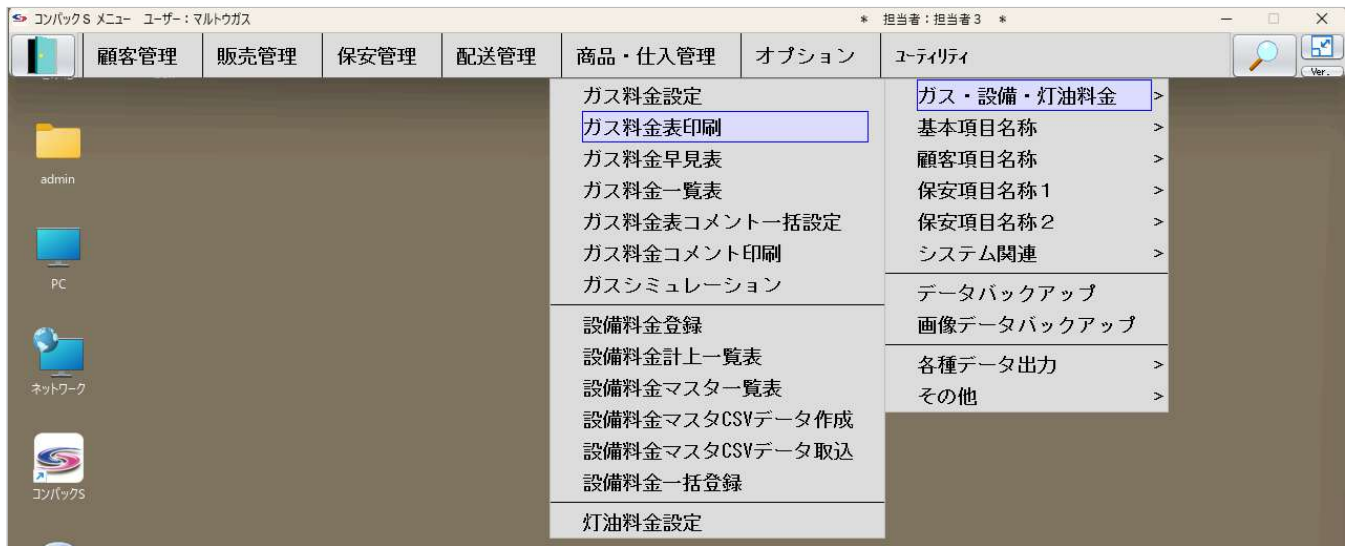 コンパックS メニュー ユーザー：マルトウガス ＊ 担当者：担当者３ ＊
顧客管理 販売管理 保安管理 配送管理 商品・仕入管理 オプション ユーティリティ
Ver.
ガス料金設定
ガス料金表印刷
ガス料金早見表
ガス料金一覧表
ガス料金表コメント一括設定
ガス料金コメント印刷
ガスシミュレーション
設備料金登録
設備料金計上一覧表
設備料金マスタ一覧表
設備料金マスタCSVデータ作成
設備料金マスタCSVデータ取込
設備料金一括登録
灯油料金設定
ガス・設備・灯油料金 >
基本項目名称 >
顧客項目名称 >
保安項目名称１ >
保安項目名称２ >
システム関連 >
データバックアップ
画像データバックアップ
各種データ出力 >
その他 >
admin
PC
ネットワーク
コンパックS